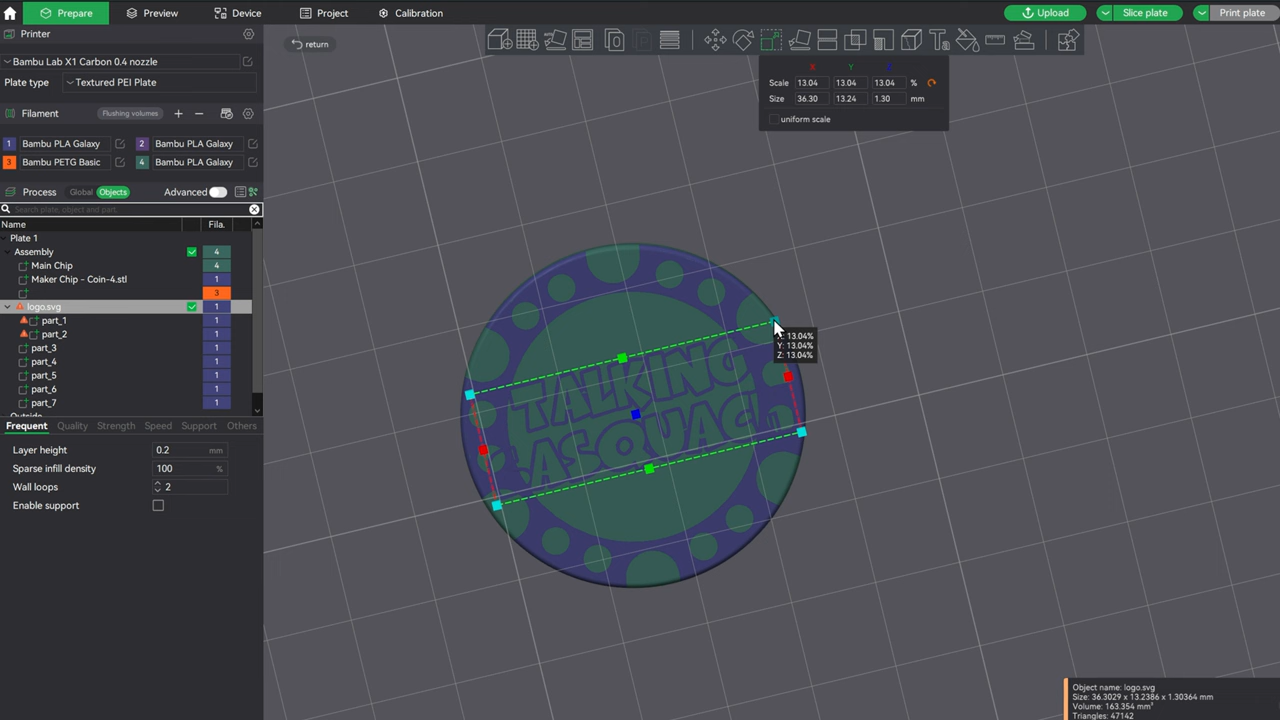 Prepare Preview Device Project Calibration Upload Slice plate Print plate
Printer
return
Bambu Lab X1 Carbon 0.4 nozzle
Plate type Textured PEI Plate
X Y Z
Scale 13.04 13.04 13.04 %
Size 36.30 13.24 1.30 mm
uniform scale
Filament Flushing volumes
1 Bambu PLA Galaxy 2 Bambu PLA Galaxy
3 Bambu PETG Basic 4 Bambu PLA Galaxy
Process Global Objects Advanced
Search plate, object and part.
Name Fila.
Plate 1
Assembly 4
Main Chip 4
Maker Chip - Coin-4.stl 1
3
logo.svg 1
part_1 1
part_2 1
part_3 1
part_4 1
part_5 1
part_6 1
part_7 1
Outside
Frequent Quality Strength Speed Support Others
Layer height 0.2 mm
Sparse infill density 100 %
Wall loops 2
Enable support
X: 13.04%
Y: 13.04%
Z: 13.04%
TALKING
ASQUAC
Object name: logo.svg
Size: 36.3029 x 13.2386 x 1.30364 mm
Volume: 163.354 mm³
Triangles: 47142